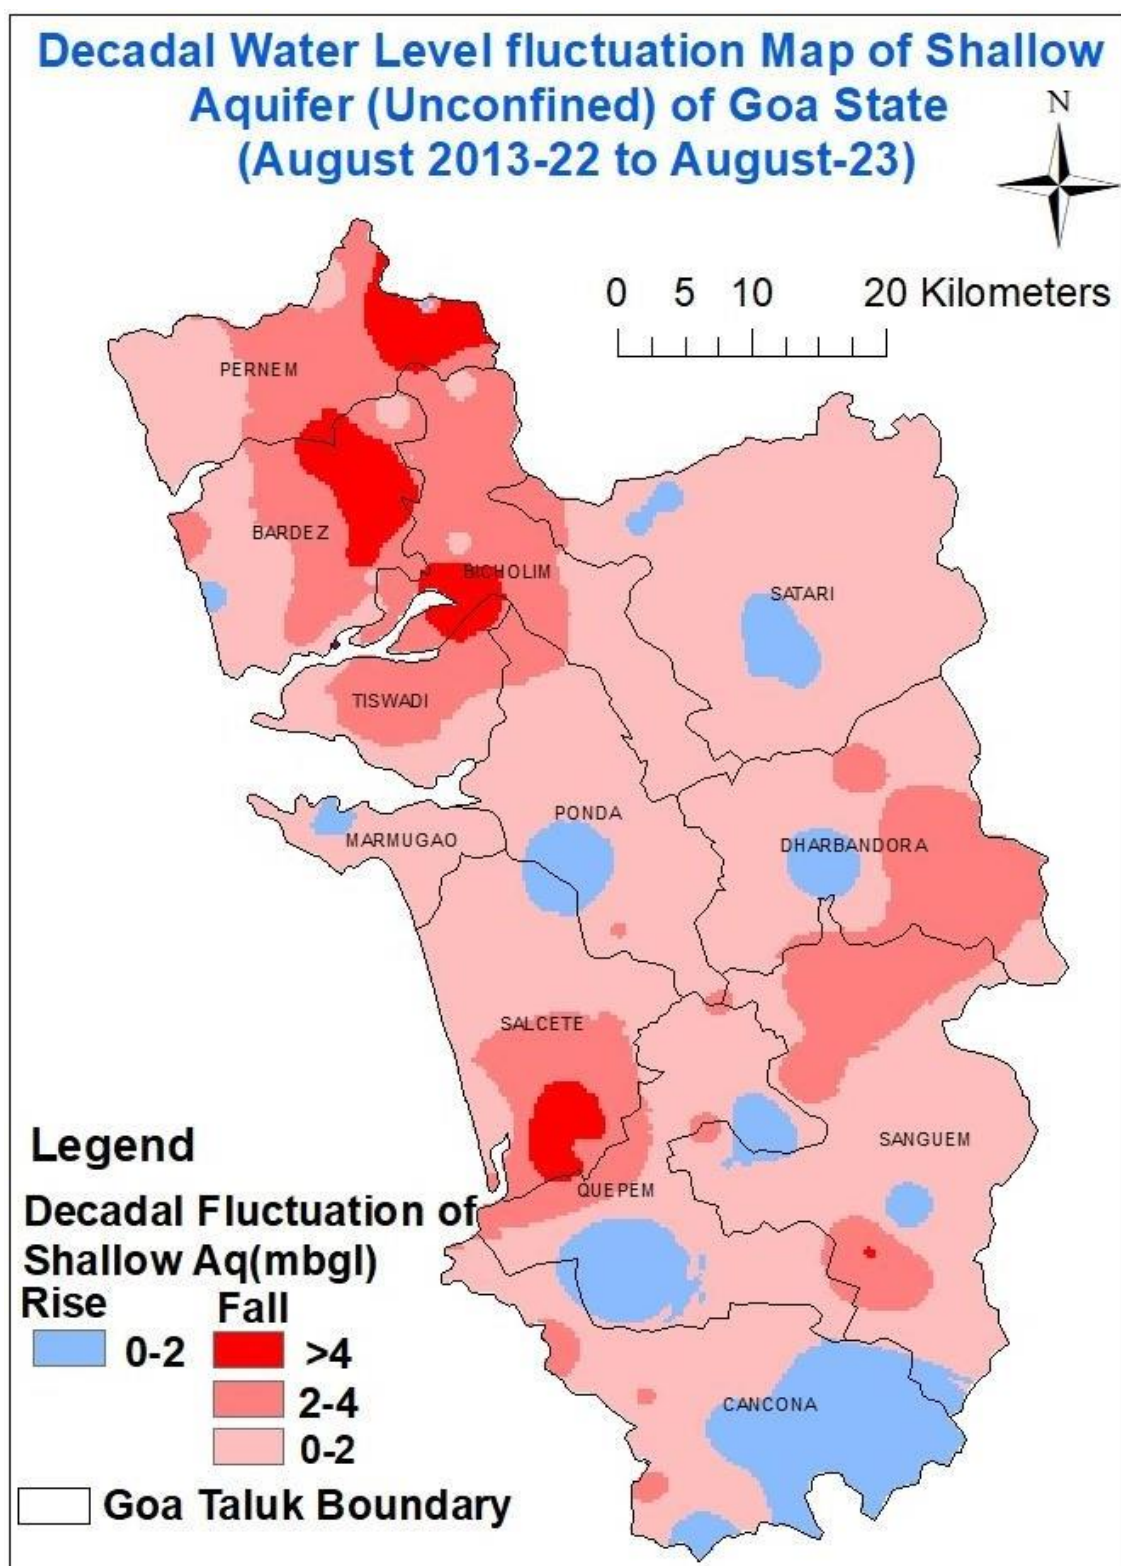 Decadal Water Level fluctuation Map of Shallow
Aquifer (Unconfined) of Goa State
(August 2013-22 to August-23)
N
0 5 10 20 Kilometers
PERNEM
BARDEZ
BICHOLIM
SATARI
TISWADI
PONDA
MARMUGAO
DHARBANDORA
SALCETE
SANGUEM
QUEPEM
CANCONA
Legend
Decadal Fluctuation of
Shallow Aq(mbgl)
Rise Fall
0-2 >4
2-4
0-2
Goa Taluk Boundary